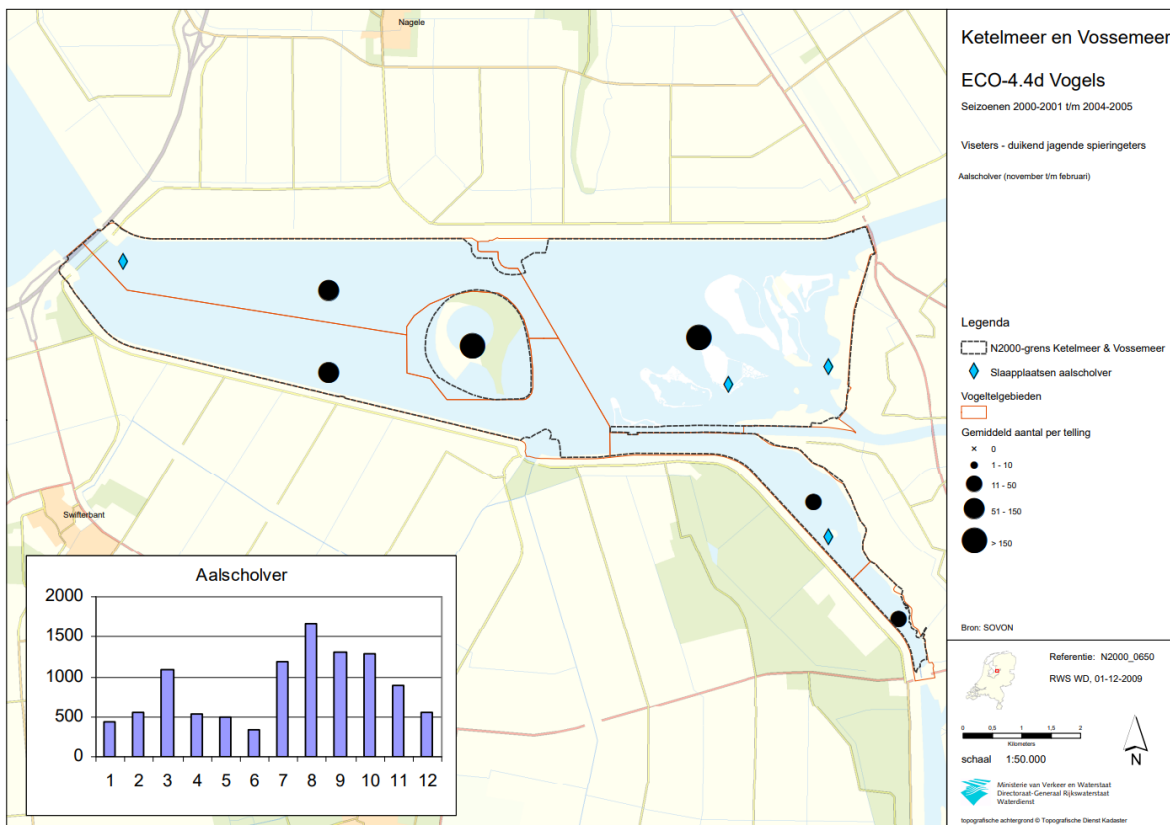 Nagele
Swifterbant
Aalscholver
2000
1500
1000
500
0
1 2 3 4 5 6 7 8 9 10 11 12
Ketelmeer en Vossemeer
ECO-4.4d Vogels
Seizoenen 2000-2001 t/m 2004-2005
Viseters - duikend jagende spieringeters
Aalscholver (november t/m februari)
Legenda
N2000-grens Ketelmeer & Vossemeer
Slaapplaatsen aalscholver
Vogeltelgebieden
Gemiddeld aantal per telling
0
1 - 10
11 - 50
51 - 150
> 150
Bron: SOVON
Referentie: N2000_0650
RWS WD, 01-12-2009
0 0,5 1 1,5 2
Kilometers
schaal 1:50.000
N
Ministerie van Verkeer en Waterstaat
Directoraat-Generaal Rijkswaterstaat
Waterdienst
topografische achtergrond © Topografische Dienst Kadaster